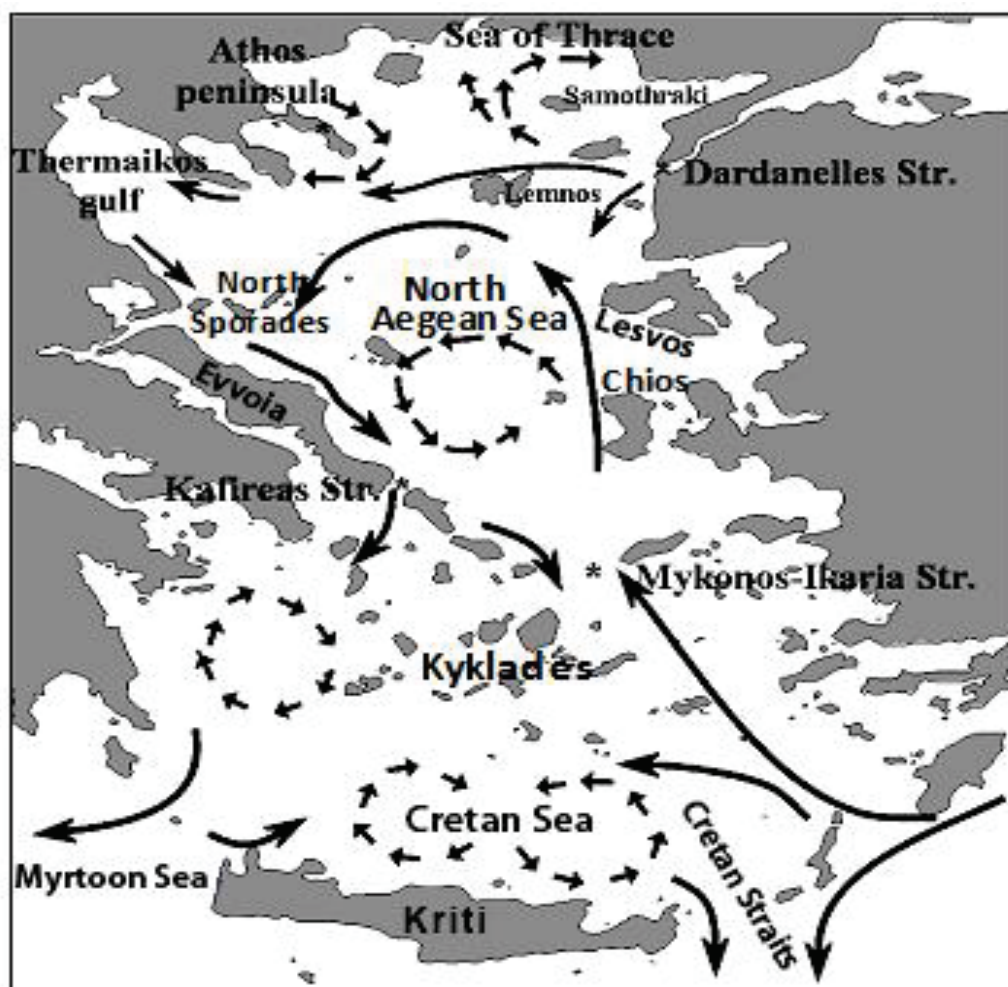 Athos
peninsula
*
Sea of Thrace
Samothraki
Thermaikos
gulf
* Dardanelles Str.
Lemnos
North
Sporades
North
Aegean Sea
Lesvos
Chios
Evvoia
Kafireas Str. *
* Mykonos-Ikaria Str.
Kyklades
Cretan Sea
Cretan Straits
Myrtoon Sea
Kriti